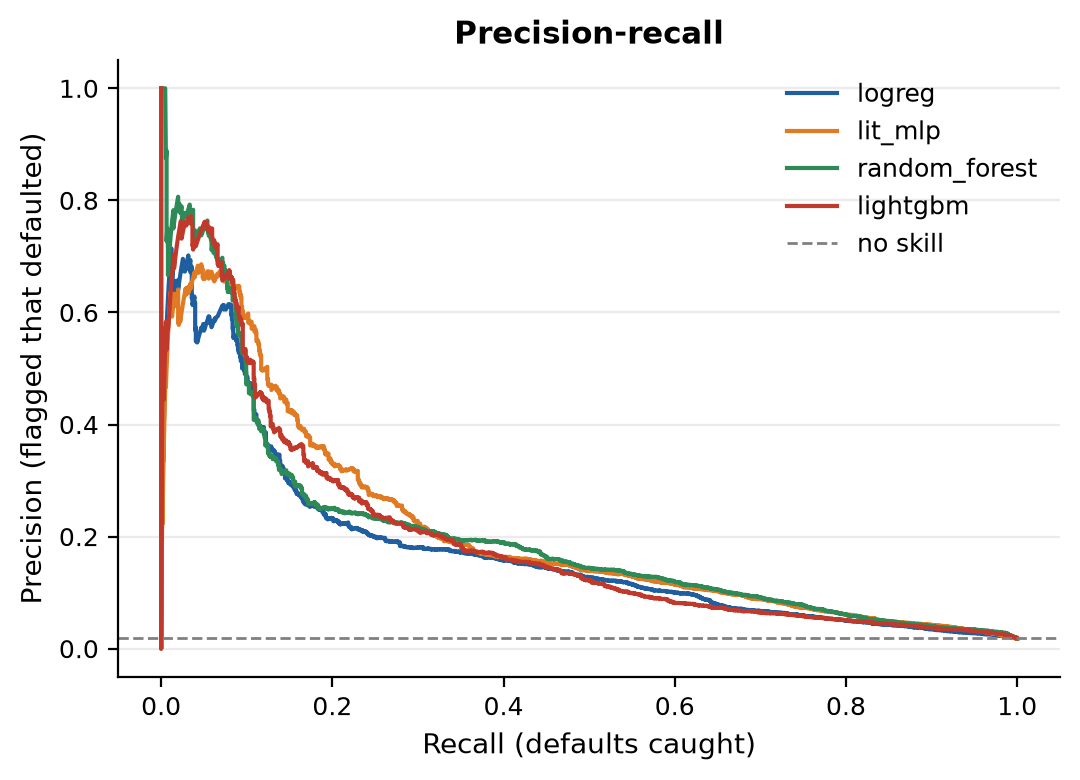 Precision-recall
Precision (flagged that defaulted)
1.0
0.8
0.6
0.4
0.2
0.0
logreg
lit_mlp
random_forest
lightgbm
no skill
0.0 0.2 0.4 0.6 0.8 1.0
Recall (defaults caught)